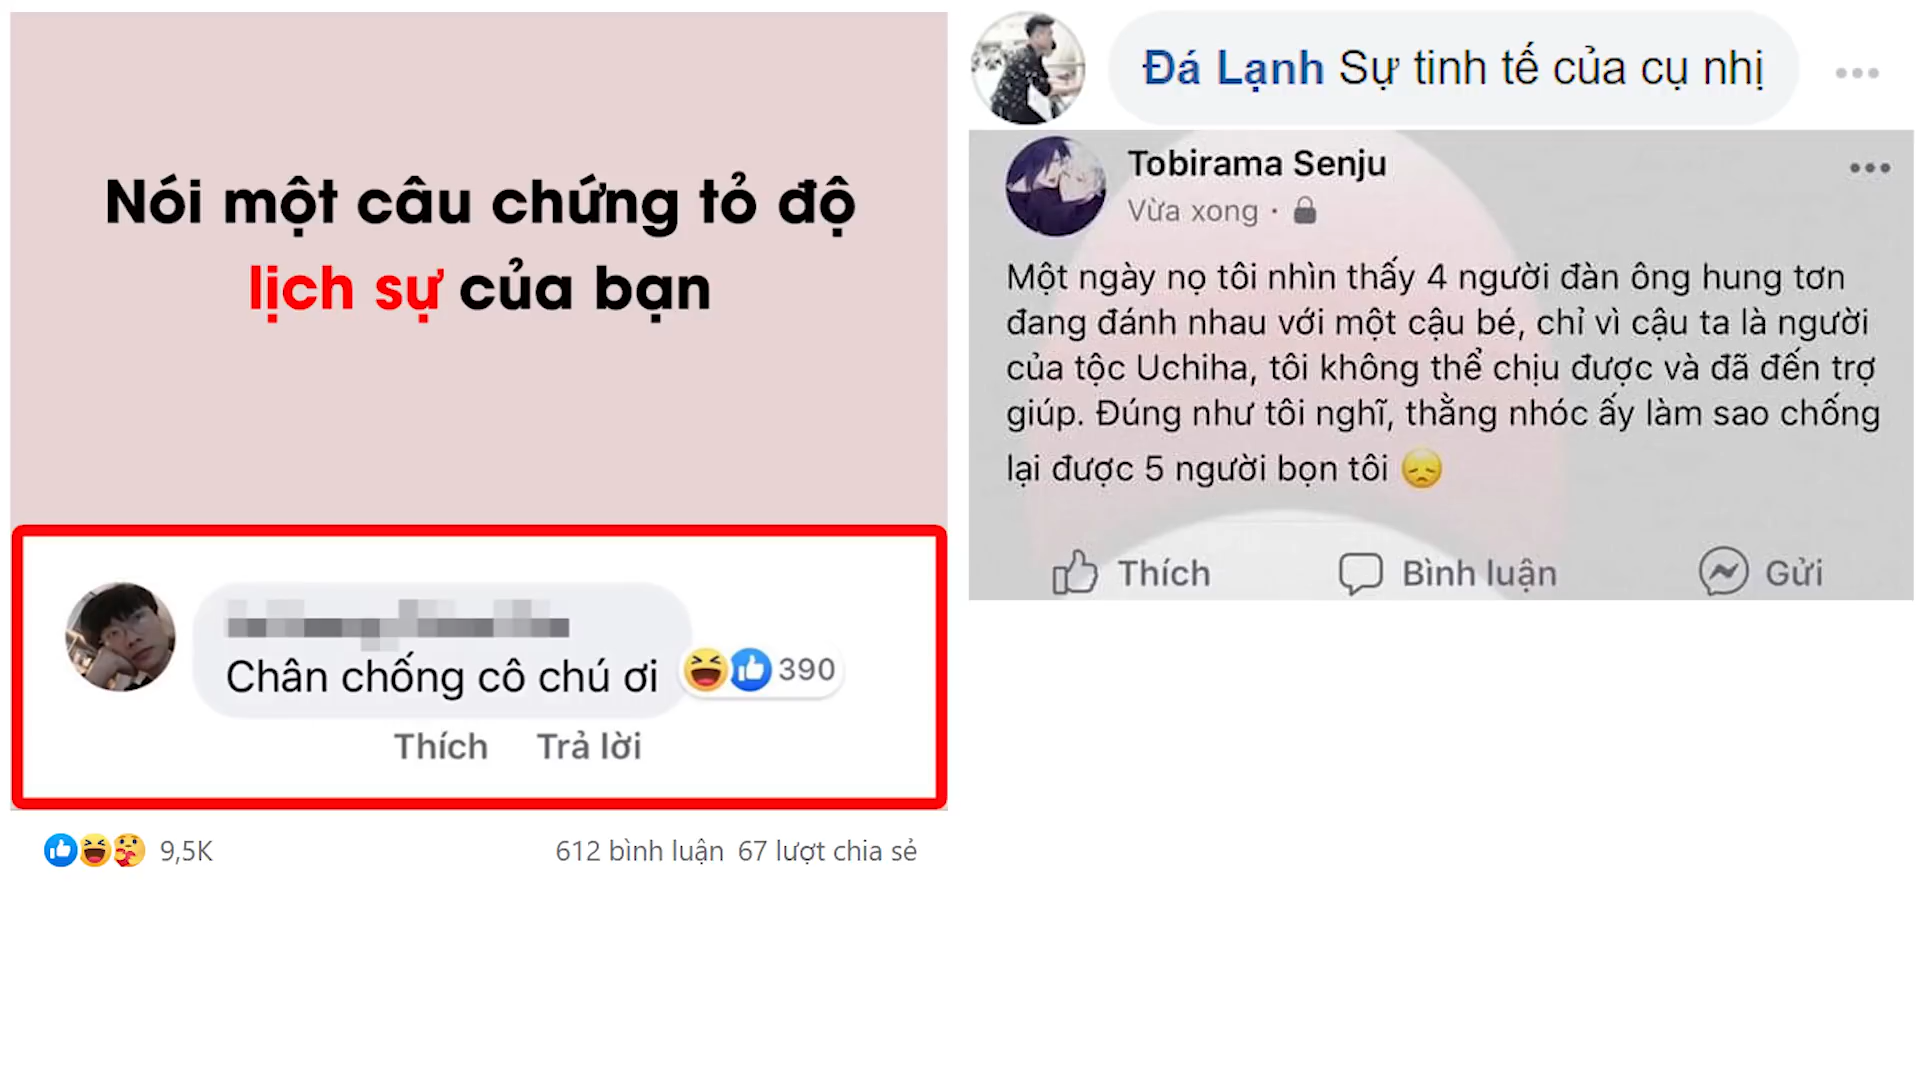 Nói một câu chứng tỏ độ
lịch sự của bạn
Chân chống cô chú ơi
390
Thích Trả lời
9,5K
612 bình luận 67 lượt chia sẻ
Đá Lạnh Sự tinh tế của cụ nhị
Tobirama Senju
Vừa xong
Một ngày nọ tôi nhìn thấy 4 người đàn ông hung tơn
đang đánh nhau với một cậu bé, chỉ vì cậu ta là người
của tộc Uchiha, tôi không thể chịu được và đã đến trợ
giúp. Đúng như tôi nghĩ, thằng nhóc ấy làm sao chống
lại được 5 người bọn tôi 😞
Thích Bình luận Gửi